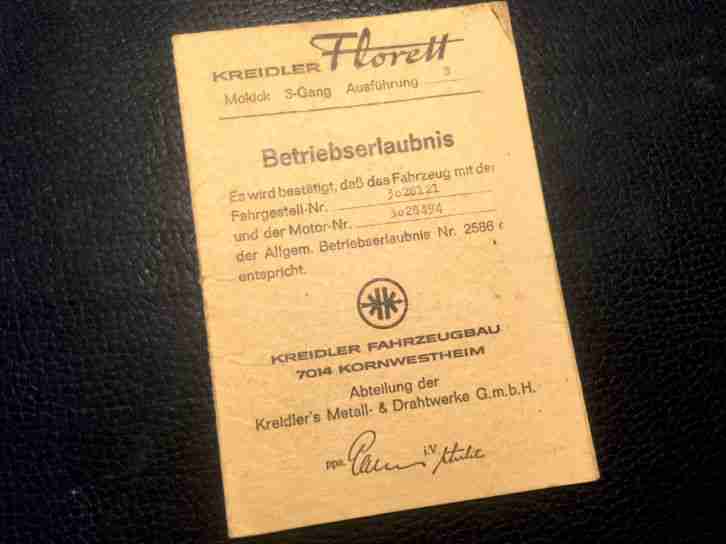 KREIDLER Florett
Mokick 3-Gang Ausführung 3
Betriebserlaubnis
Es wird bestätigt, daß das Fahrzeug mit der
Fahrgestell-Nr. 3028121
und der Motor-Nr. 3028494
der Allgem. Betriebserlaubnis Nr. 2586
entspricht.
KREIDLER FAHRZEUGBAU
7014 KORNWESTHEIM
Abteilung der
Kreidler's Metall- & Drahtwerke G.m.b.H.
ppa. i.V.